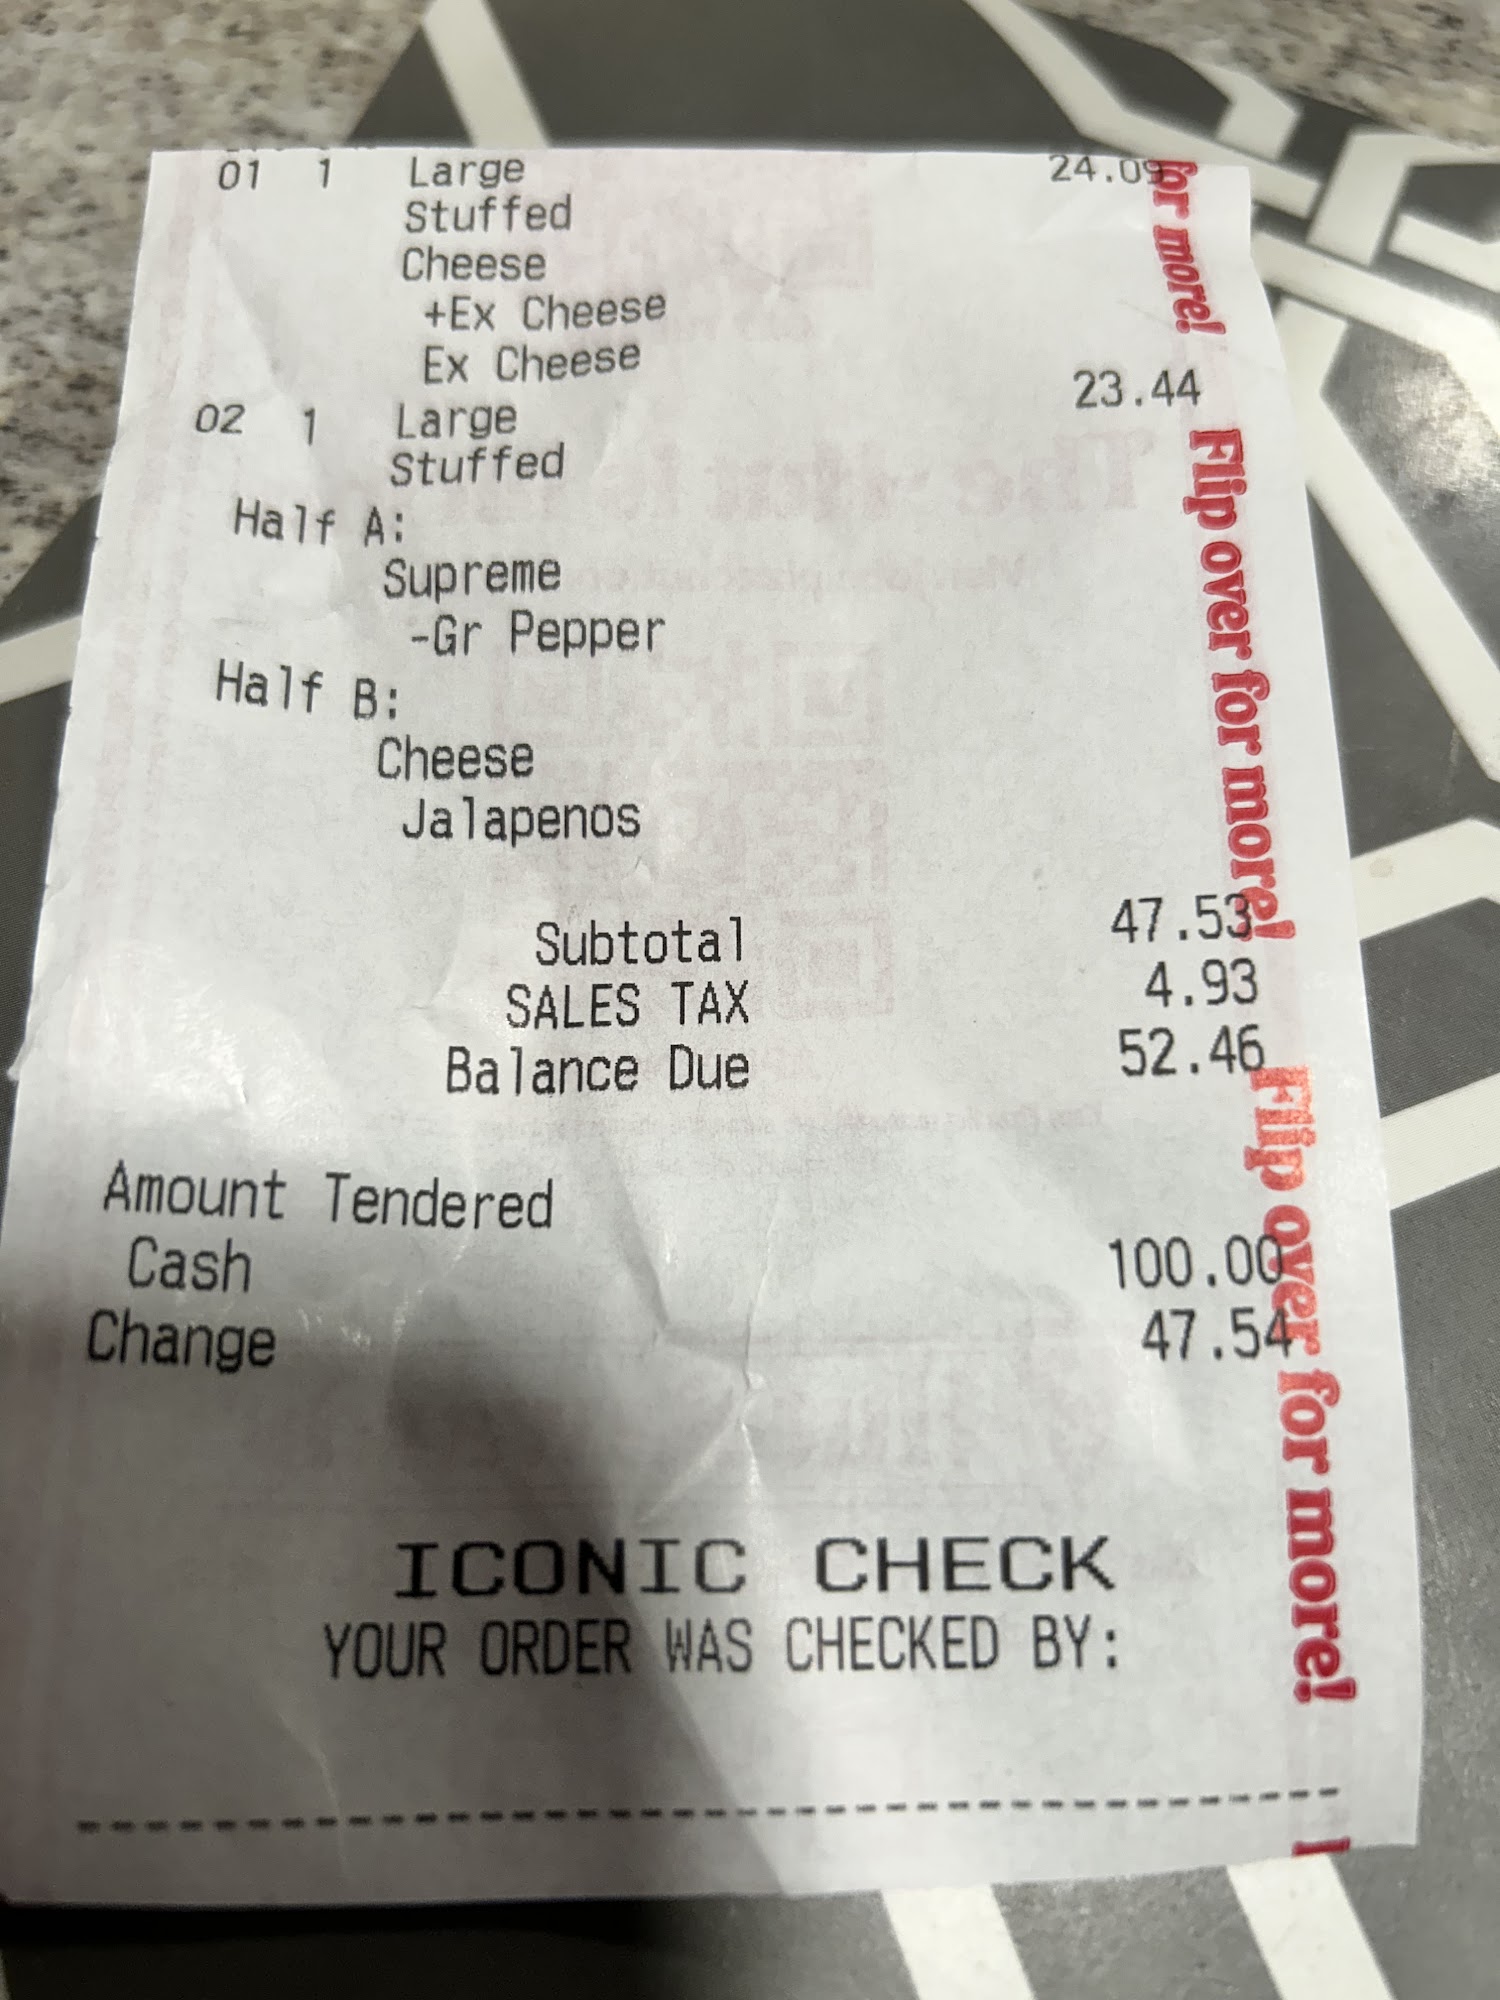 01 1 Large 24.09
Stuffed
Cheese
+Ex Cheese
Ex Cheese
02 1 Large 23.44
Stuffed
Half A:
Supreme
-Gr Pepper
Half B:
Cheese
Jalapenos
Subtotal 47.53
SALES TAX 4.93
Balance Due 52.46
Amount Tendered
Cash 100.00
Change 47.54
ICONIC CHECK
YOUR ORDER WAS CHECKED BY:
for more!
Flip over for more!
Flip over for more!